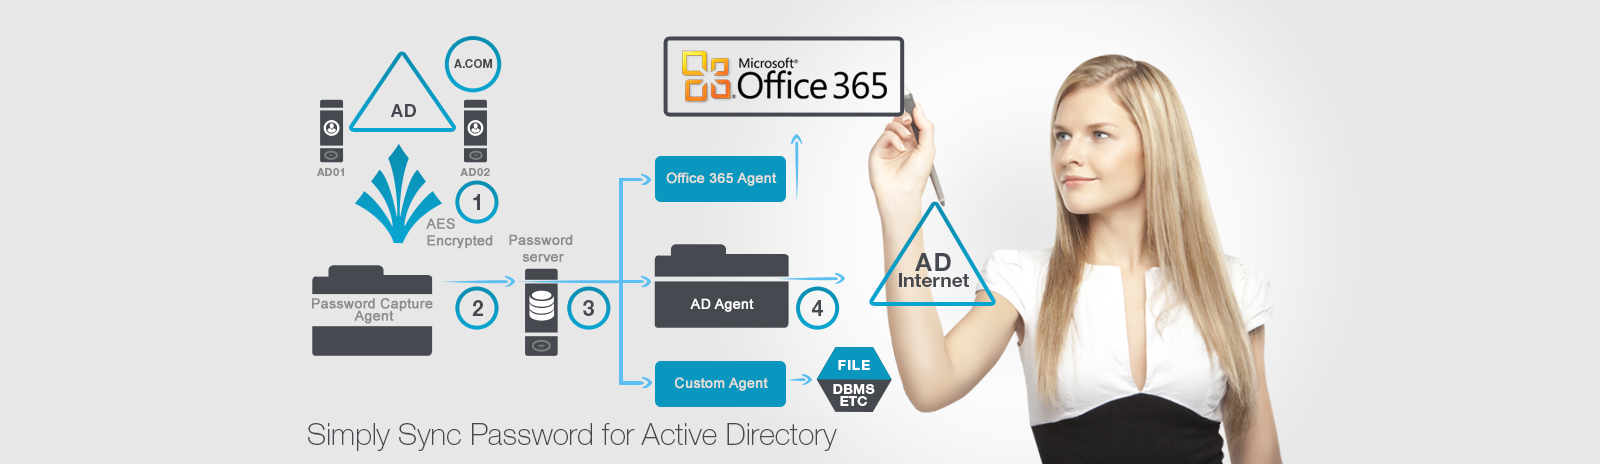 A.COM
AD
AD01
AD02
1
AES
Encrypted
Password Capture
Agent
2
Password
server
3
Office 365 Agent
Microsoft®
Office 365
AD Agent
4
AD
Internet
Custom Agent
FILE
DBMS
ETC
Simply Sync Password for Active Directory